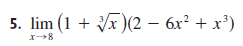 5. lim (1 + ∛x )(2 − 6x² + x³)
x→8